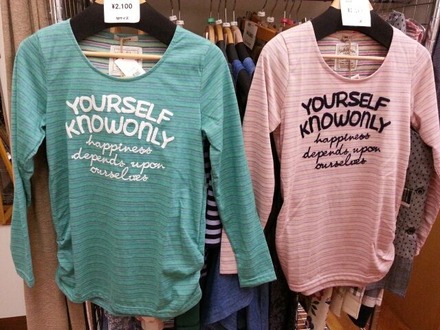 ¥2,100
YOURSELF
KNOWONLY
happiness
depends upon
ourselves
YOURSELF
KNOWONLY
happiness
depends upon
ourselves